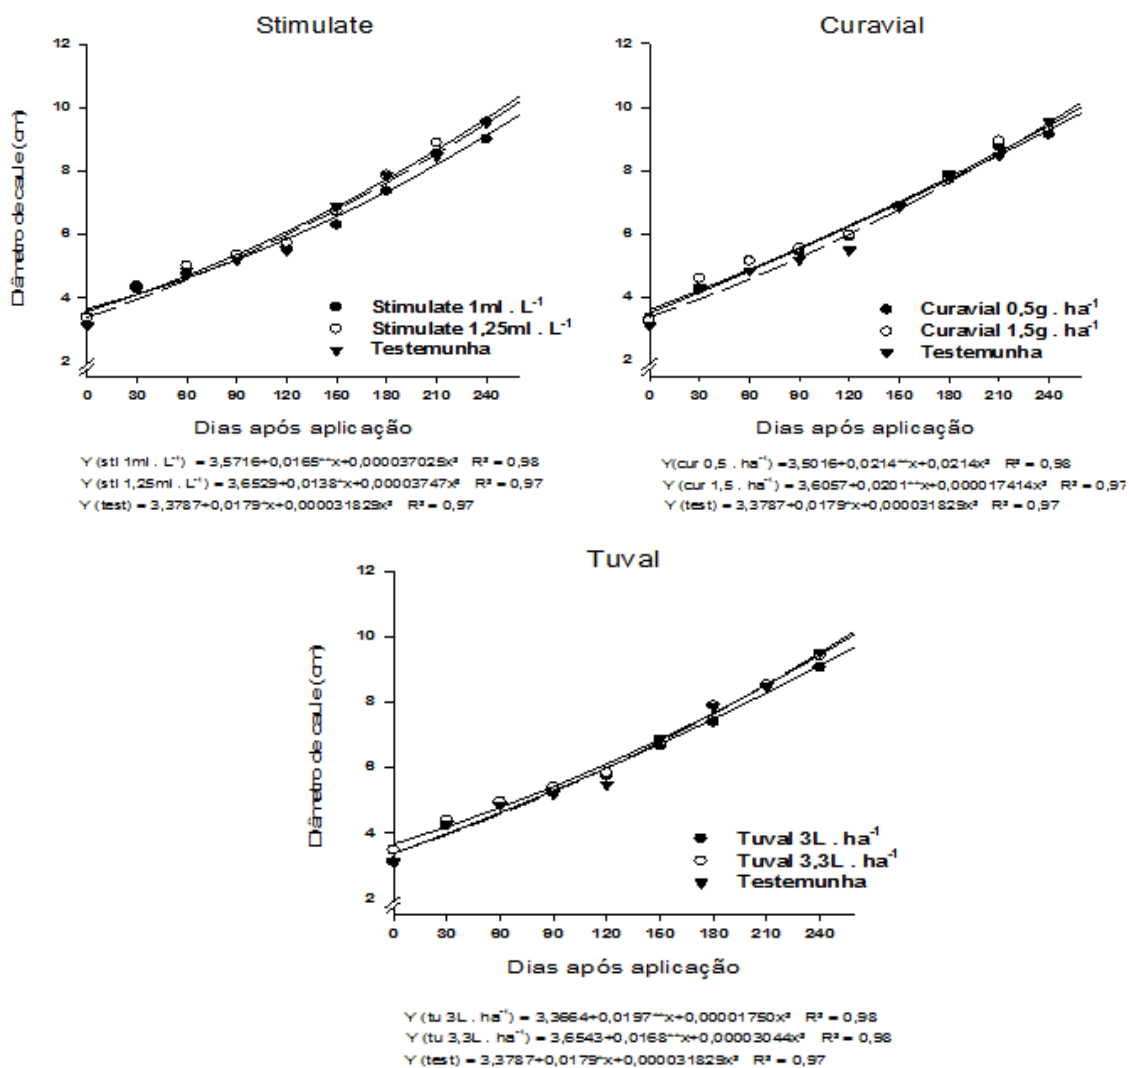 Stimulate
12
10
8
6
4
2
Diâmetro de caule (cm)
0 30 60 90 120 150 180 210 240
Dias após aplicação
Stimulate 1ml . L⁻¹
Stimulate 1,25ml . L⁻¹
Testemunha
Y (sti 1ml . L⁻¹) = 3,5716+0,0165**x+0,000037025x² R² = 0,98
Y (sti 1,25ml . L⁻¹) = 3,6529+0,0138*x+0,00003747x² R² = 0,97
Y (test) = 3,3787+0,0179*x+0,000031829x² R² = 0,97
Curavial
12
10
8
6
4
2
0 30 60 90 120 150 180 210 240
Dias após aplicação
Curavial 0,5g . ha⁻¹
Curavial 1,5g . ha⁻¹
Testemunha
Y(cur 0,5 . ha⁻¹) =3,5016+0,0214**x+0,0214x² R² = 0,98
Y (cur 1,5 . ha⁻¹) = 3,6057+0,0201**x+0,000017414x² R² = 0,97
Y (test) = 3,3787+0,0179*x+0,000031829x² R² = 0,97
Tuval
12
10
8
6
4
2
Diâmetro de caule (cm)
0 30 60 90 120 150 180 210 240
Dias após aplicação
Tuval 3L . ha⁻¹
Tuval 3,3L . ha⁻¹
Testemunha
Y (tu 3L . ha⁻¹) = 3,3664+0,0197**x+0,00001750x² R² = 0,98
Y (tu 3,3L . ha⁻¹) = 3,6543+0,0168**x+0,00003044x² R² = 0,98
Y (test) = 3,3787+0,0179*x+0,000031829x² R² = 0,97